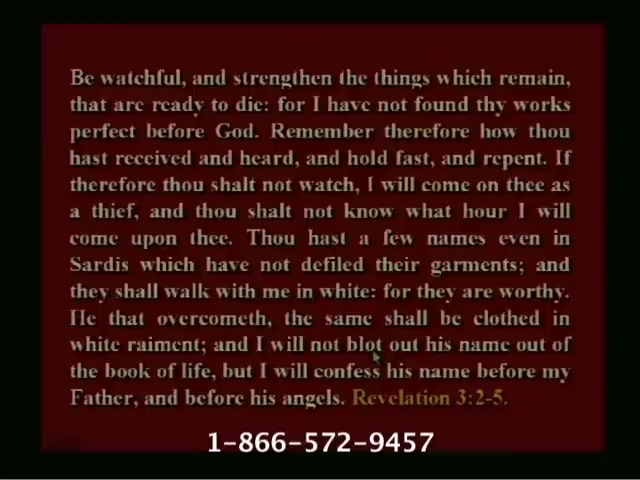 Be watchful, and strengthen the things which remain,
that are ready to die: for I have not found thy works
perfect before God. Remember therefore how thou
hast received and heard, and hold fast, and repent. If
therefore thou shalt not watch, I will come on thee as
a thief, and thou shalt not know what hour I will
come upon thee. Thou hast a few names even in
Sardis which have not defiled their garments; and
they shall walk with me in white: for they are worthy.
He that overcometh, the same shall be clothed in
white raiment; and I will not blot out his name out of
the book of life, but I will confess his name before my
Father, and before his angels. Revelation 3:2-5.
1-866-572-9457